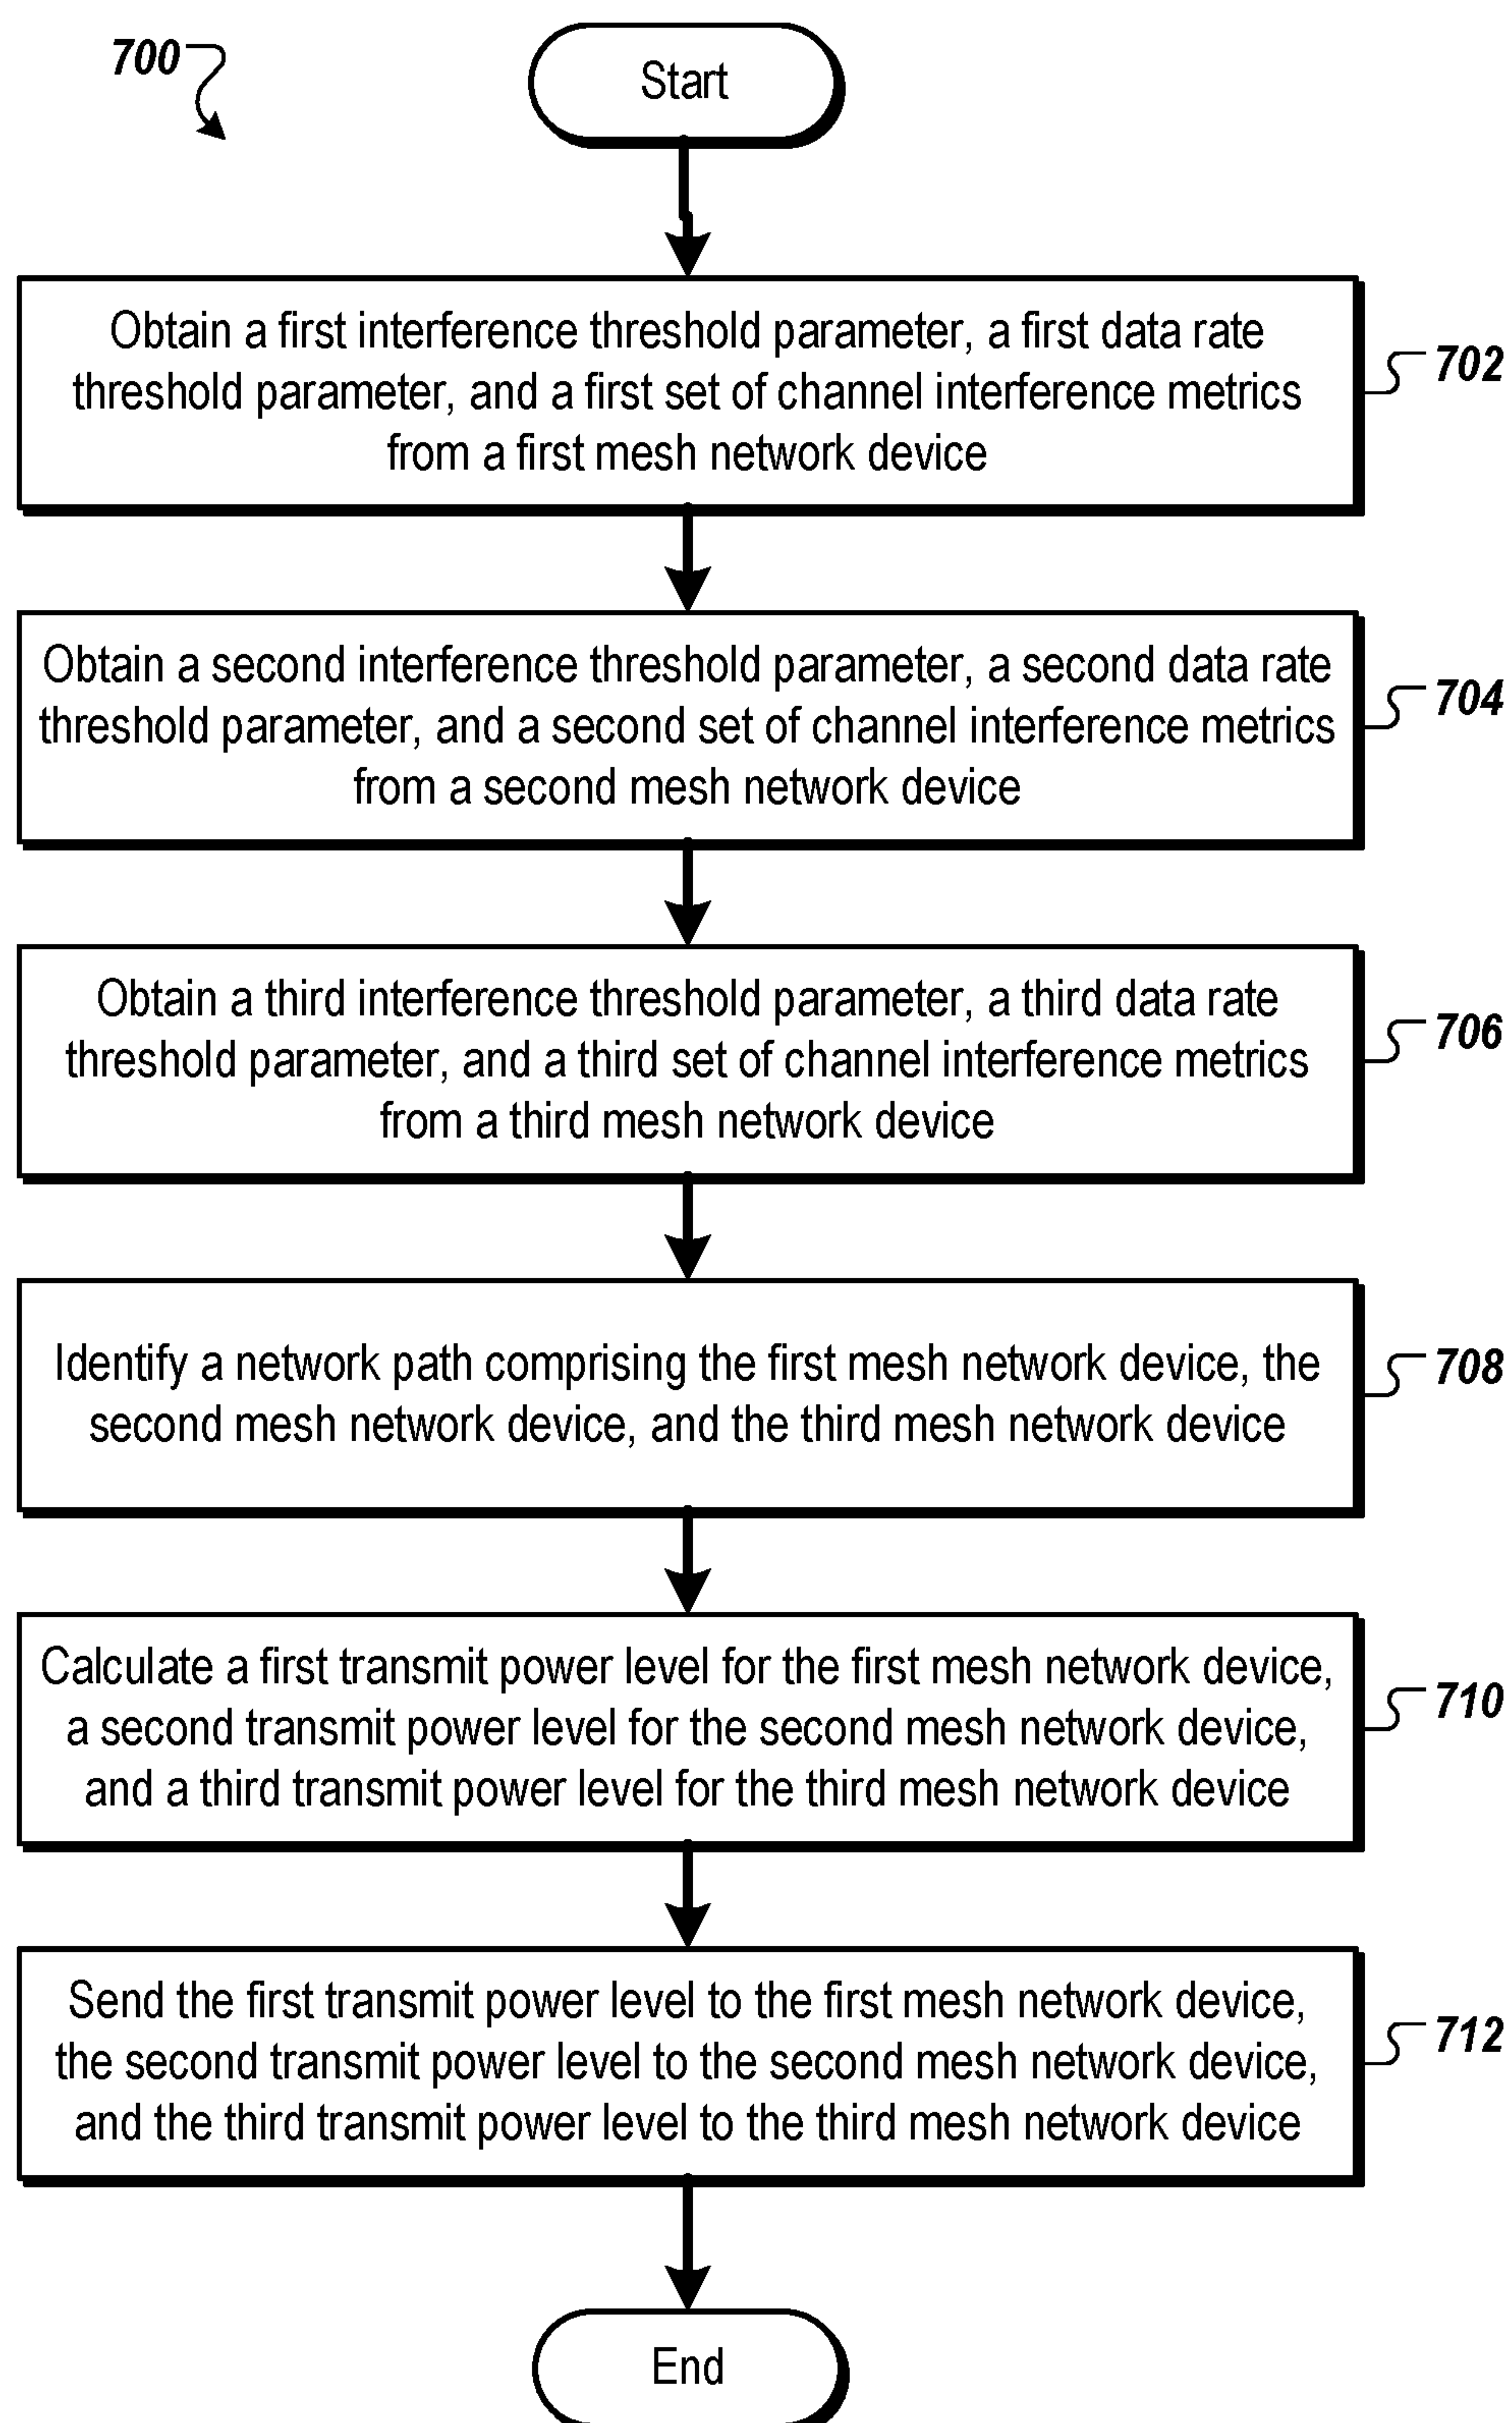 700
Start
Obtain a first interference threshold parameter, a first data rate
threshold parameter, and a first set of channel interference metrics
from a first mesh network device
702
Obtain a second interference threshold parameter, a second data rate
threshold parameter, and a second set of channel interference metrics
from a second mesh network device
704
Obtain a third interference threshold parameter, a third data rate
threshold parameter, and a third set of channel interference metrics
from a third mesh network device
706
Identify a network path comprising the first mesh network device, the
second mesh network device, and the third mesh network device
708
Calculate a first transmit power level for the first mesh network device,
a second transmit power level for the second mesh network device,
and a third transmit power level for the third mesh network device
710
Send the first transmit power level to the first mesh network device,
the second transmit power level to the second mesh network device,
and the third transmit power level to the third mesh network device
712
End